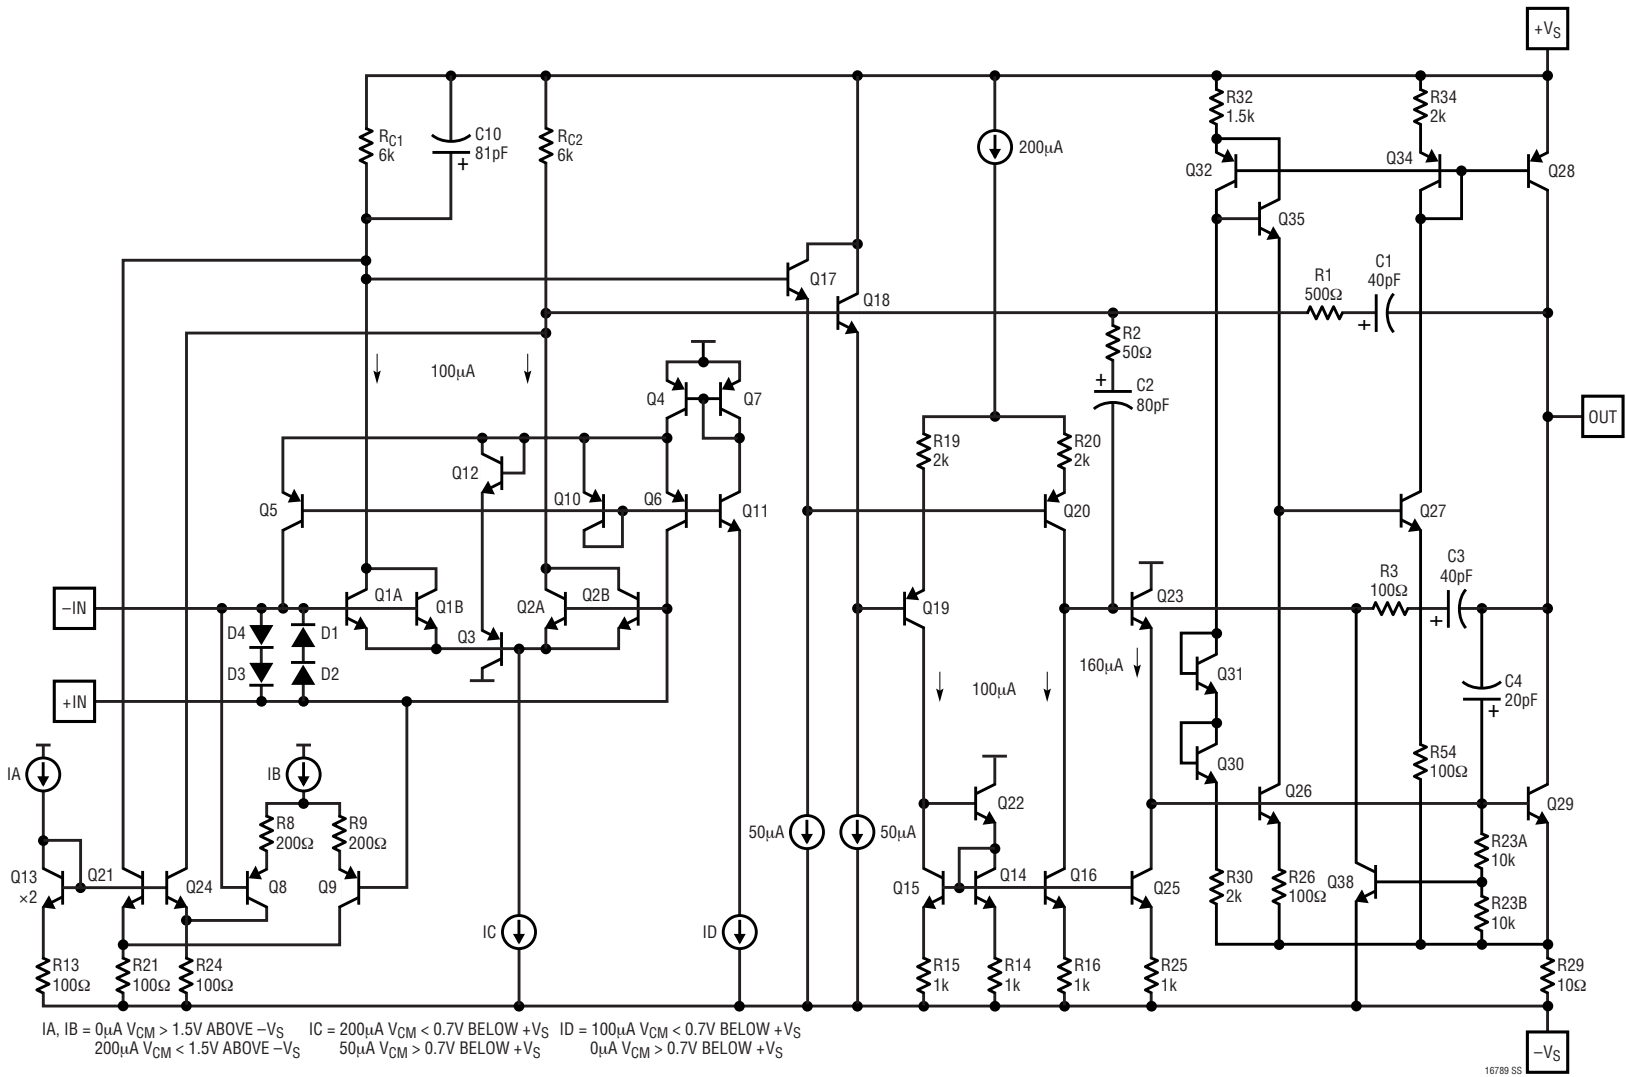 +VS
R32
1.5k
R34
2k
RC1
6k
C10
81pF
+
RC2
6k
200μA
Q32
Q34
Q28
Q35
Q17
Q18
R1
500Ω
C1
40pF
+
R2
50Ω
+
C2
80pF
100μA
Q4
Q7
OUT
R19
2k
R20
2k
Q12
Q5
Q10
Q6
Q11
Q20
Q27
–IN
D4
D1
Q1A
Q1B
Q2A
Q2B
Q3
Q19
Q23
R3
100Ω
C3
40pF
+
D3
D2
+IN
100μA
160μA
Q31
C4
20pF
+
IA
IB
Q30
R54
100Ω
R8
200Ω
R9
200Ω
50μA
50μA
Q22
Q26
Q29
Q13
×2
Q21
Q24
Q8
Q9
Q15
Q14
Q16
Q25
R30
2k
R26
100Ω
Q38
R23A
10k
R23B
10k
IC
ID
R13
100Ω
R21
100Ω
R24
100Ω
R15
1k
R14
1k
R16
1k
R25
1k
R29
10Ω
IA, IB = 0μA VCM > 1.5V ABOVE –VS
200μA VCM < 1.5V ABOVE –VS
IC = 200μA VCM < 0.7V BELOW +VS
50μA VCM > 0.7V BELOW +VS
ID = 100μA VCM < 0.7V BELOW +VS
0μA VCM > 0.7V BELOW +VS
–VS
16789 SS